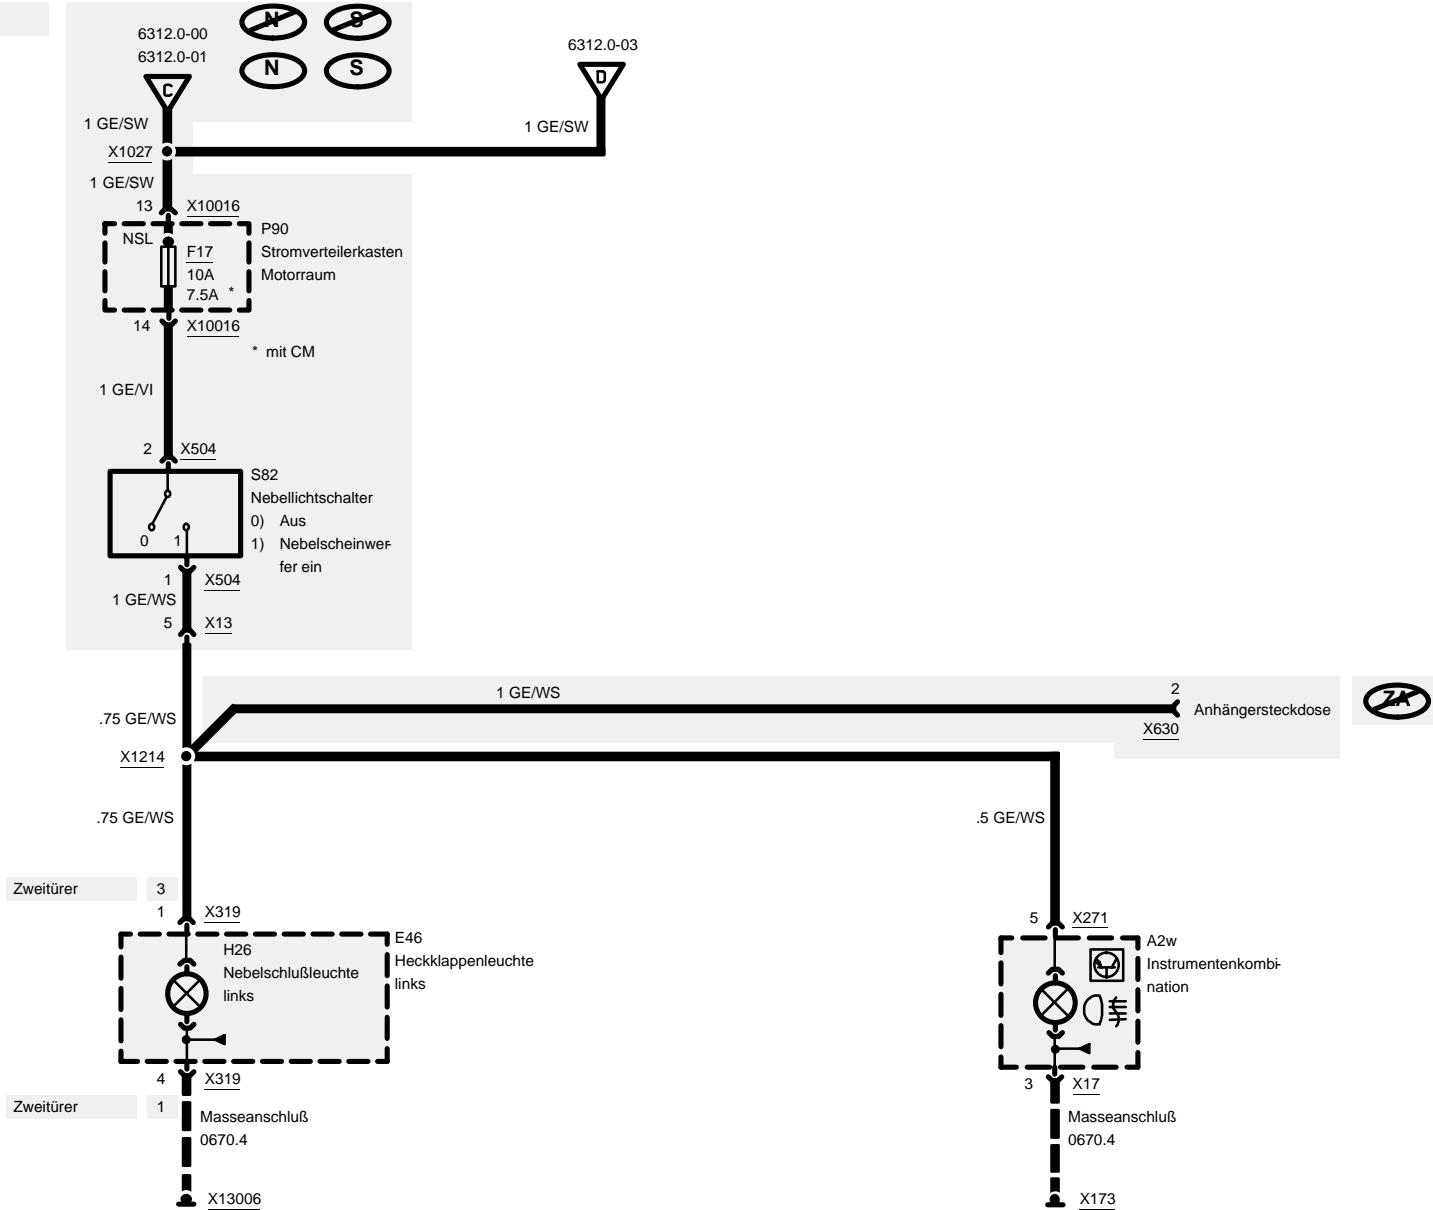 6312.0-00
6312.0-01
N S
N S
C
6312.0-03
D
1 GE/SW
1 GE/SW
X1027
1 GE/SW
13 X10016
NSL
F17
10A
7.5A *
P90
Stromverteilerkasten
Motorraum
14 X10016
* mit CM
1 GE/VI
2 X504
S82
Nebellichtschalter
0) Aus
1) Nebelscheinwer-
fer ein
0 1
1 X504
1 GE/WS
5 X13
1 GE/WS
2
Anhängersteckdose
X630
ZA
.75 GE/WS
X1214
.75 GE/WS
.5 GE/WS
Zweitürer 3
1 X319
H26
Nebelschlußleuchte
links
E46
Heckklappenleuchte
links
5 X271
A2w
Instrumentenkombi-
nation
4 X319
Zweitürer 1
Masseanschluß
0670.4
X13006
3 X17
Masseanschluß
0670.4
X173